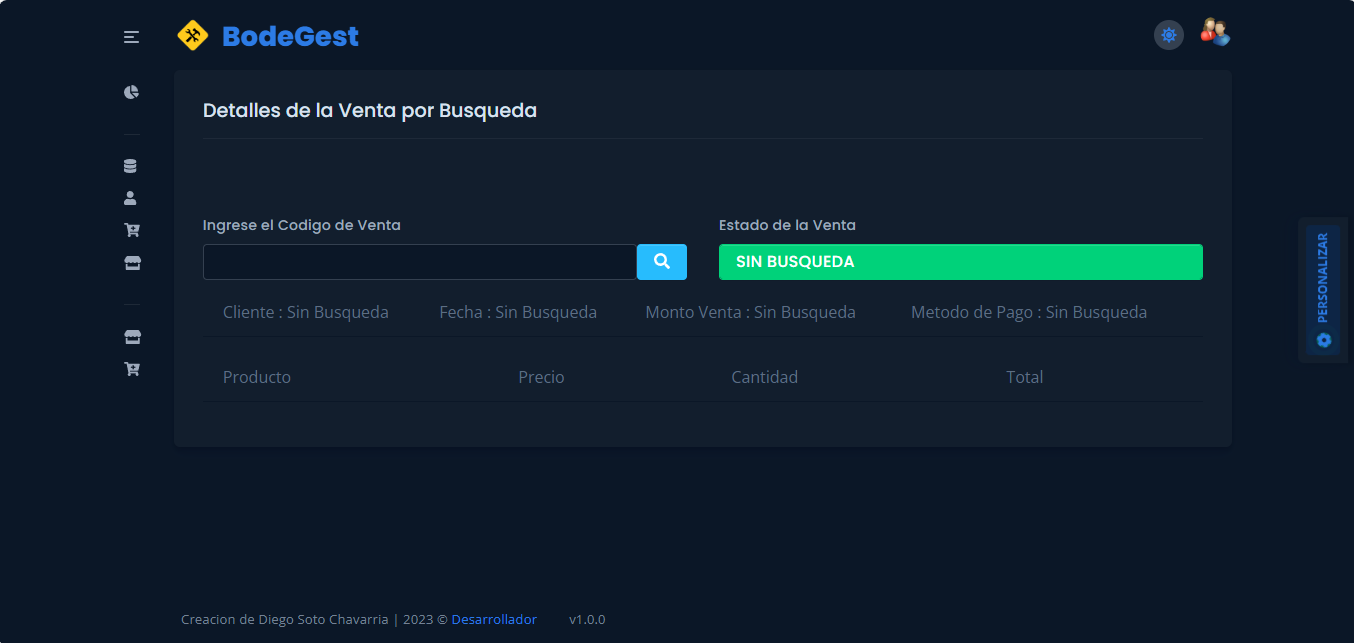 BodeGest
Detalles de la Venta por Busqueda
Ingrese el Codigo de Venta
Estado de la Venta
SIN BUSQUEDA
Cliente : Sin Busqueda
Fecha : Sin Busqueda
Monto Venta : Sin Busqueda
Metodo de Pago : Sin Busqueda
Producto
Precio
Cantidad
Total
PERSONALIZAR
Creacion de Diego Soto Chavarria | 2023 © Desarrollador
v1.0.0